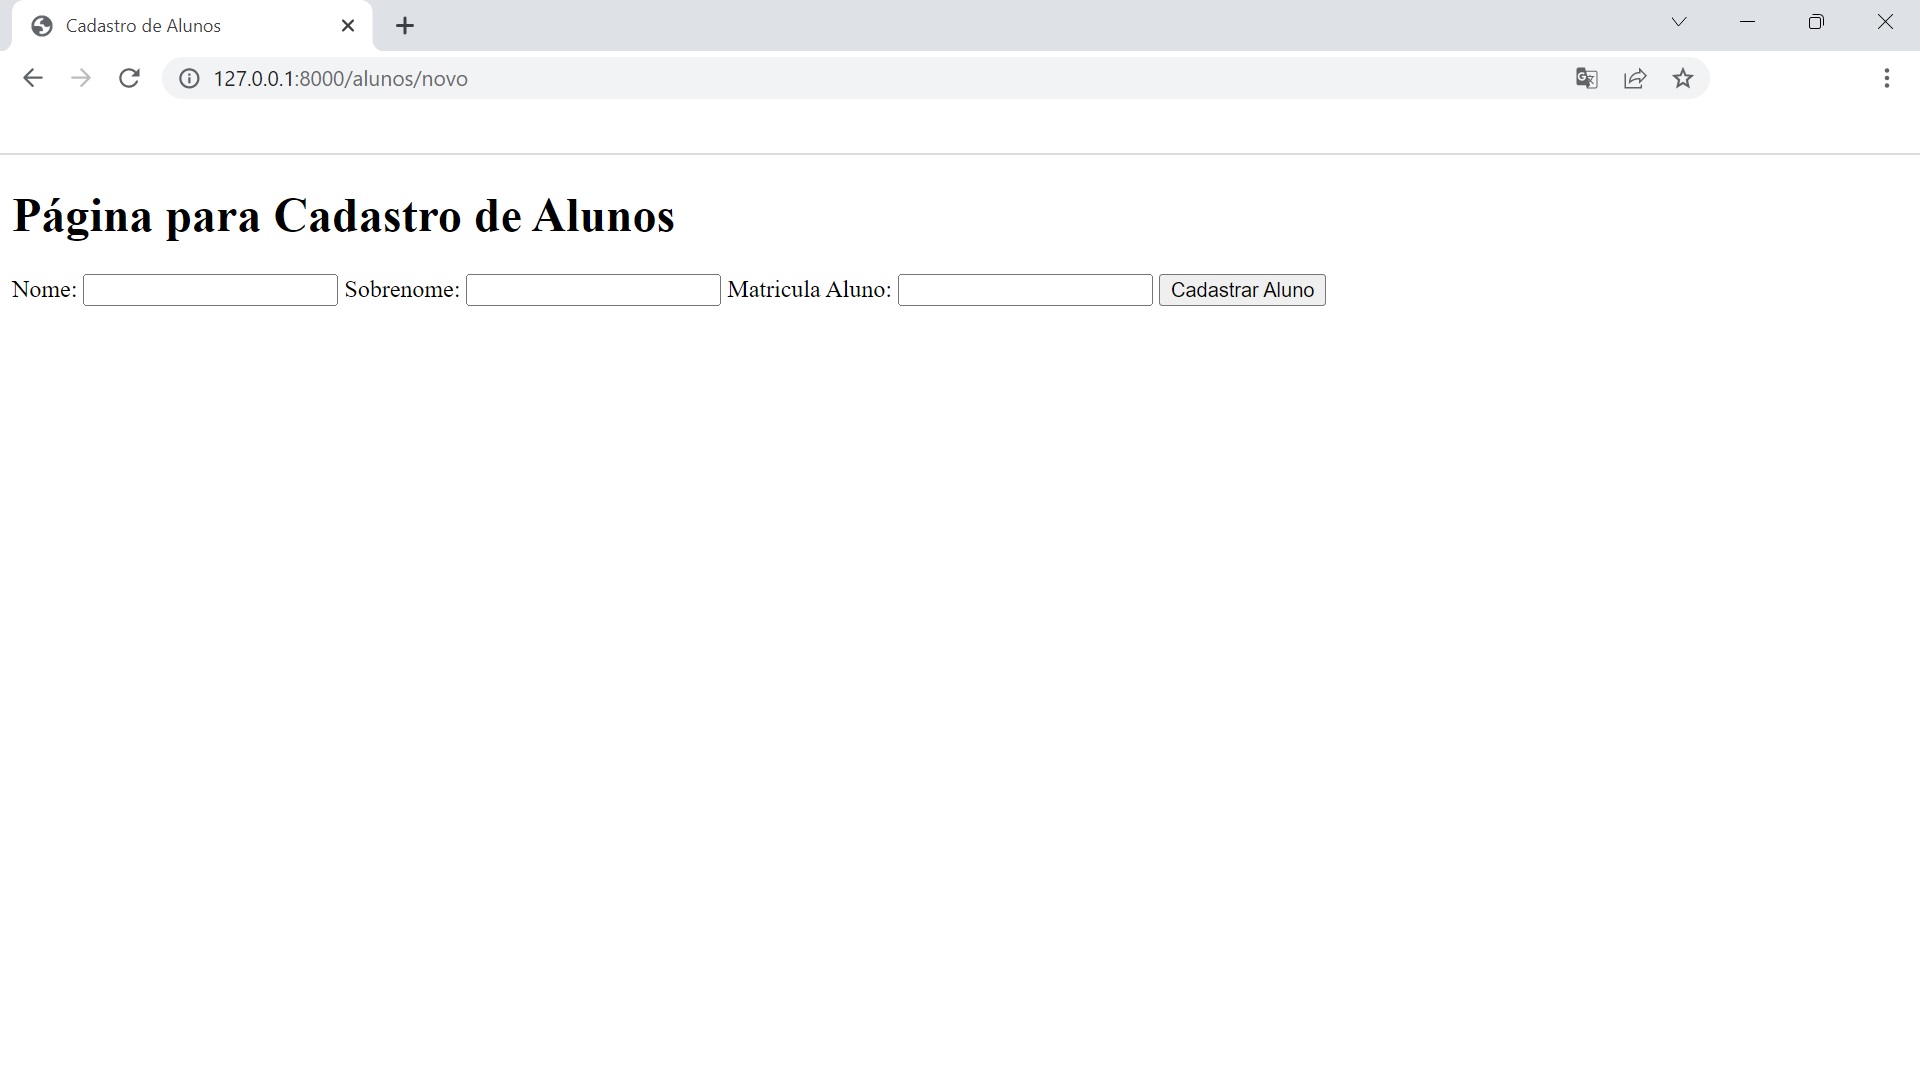 Cadastro de Alunos
127.0.0.1:8000/alunos/novo
Página para Cadastro de Alunos
Nome: Sobrenome: Matricula Aluno: Cadastrar Aluno